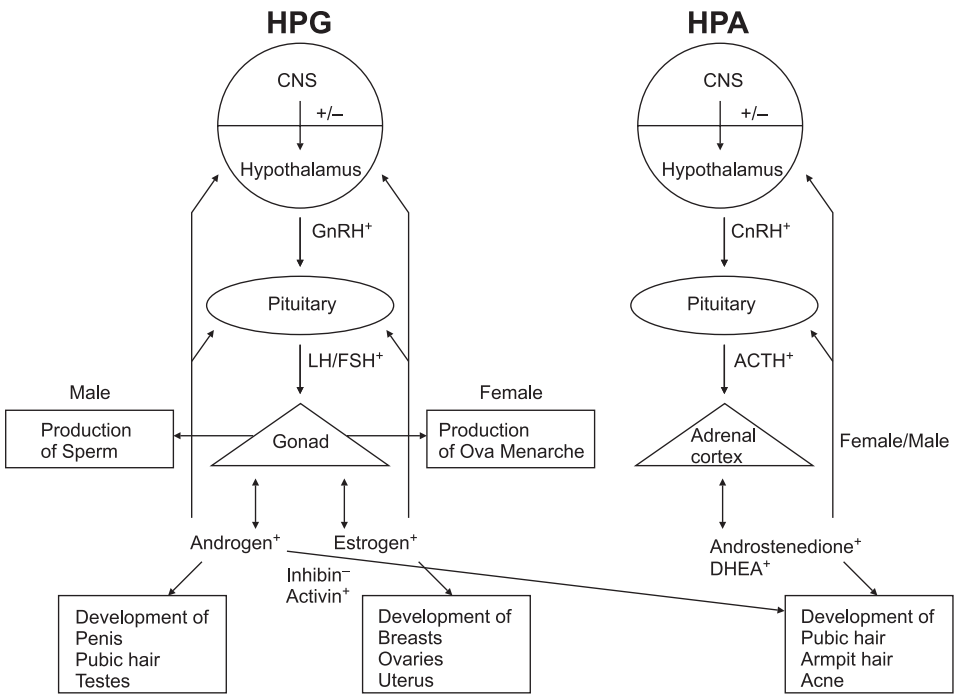 HPG
CNS
+/–
Hypothalamus
GnRH⁺
Pituitary
LH/FSH⁺
Male
Production
of Sperm
Gonad
Female
Production
of Ova Menarche
Androgen⁺
Estrogen⁺
Inhibin⁻
Activin⁺
Development of
Penis
Pubic hair
Testes
Development of
Breasts
Ovaries
Uterus
HPA
CNS
+/–
Hypothalamus
CnRH⁺
Pituitary
ACTH⁺
Adrenal
cortex
Female/Male
Androstenedione⁺
DHEA⁺
Development of
Pubic hair
Armpit hair
Acne